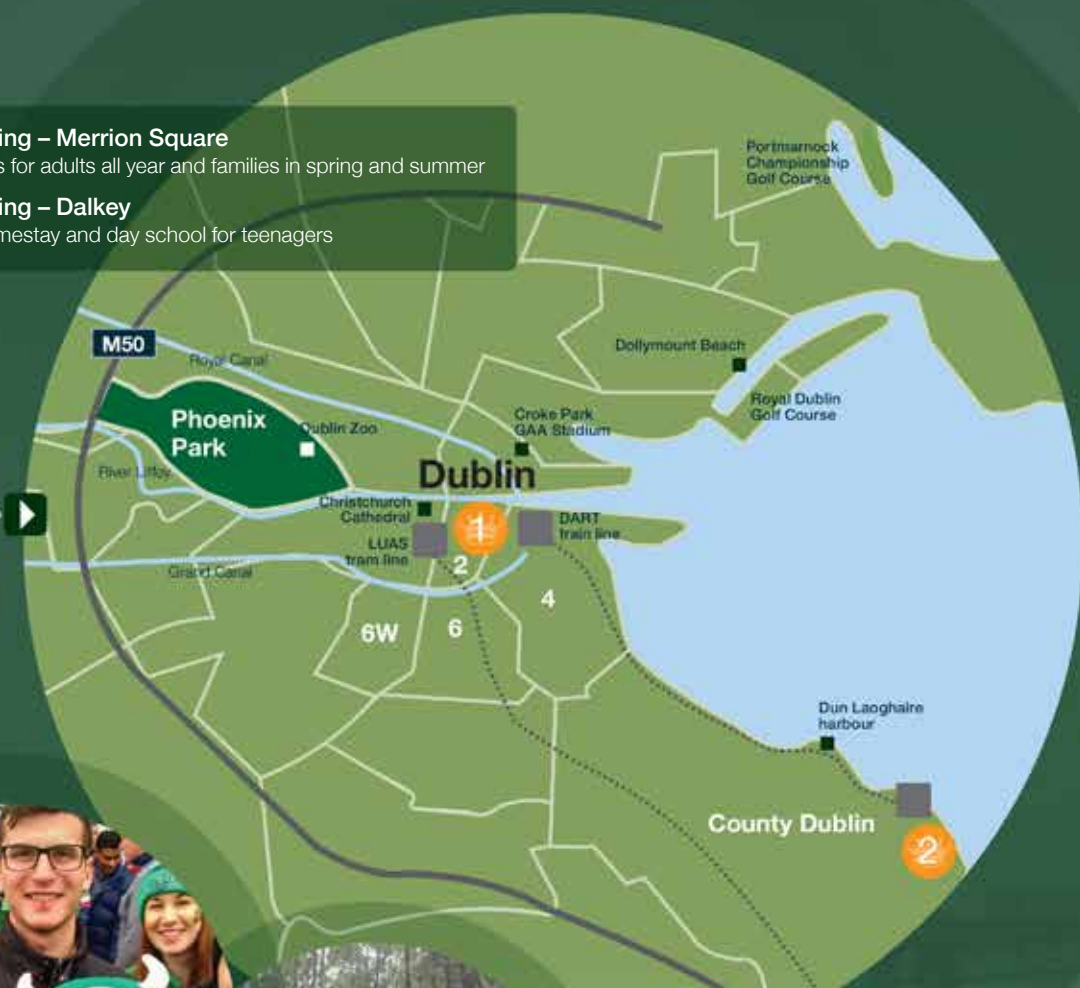 ing – Merrion Square
s for adults all year and families in spring and summer
ing – Dalkey
mestay and day school for teenagers
Portmarnock
Championship
Golf Course
M50
Royal Canal
Dollymount Beach
Royal Dublin
Golf Course
Phoenix
Park
Dublin Zoo
Croke Park
GAA Stadium
River Liffey
Dublin
Christchurch
Cathedral
1
DART
train line
LUAS
tram line
2
Grand Canal
4
6W
6
Dun Laoghaire
harbour
County Dublin
2